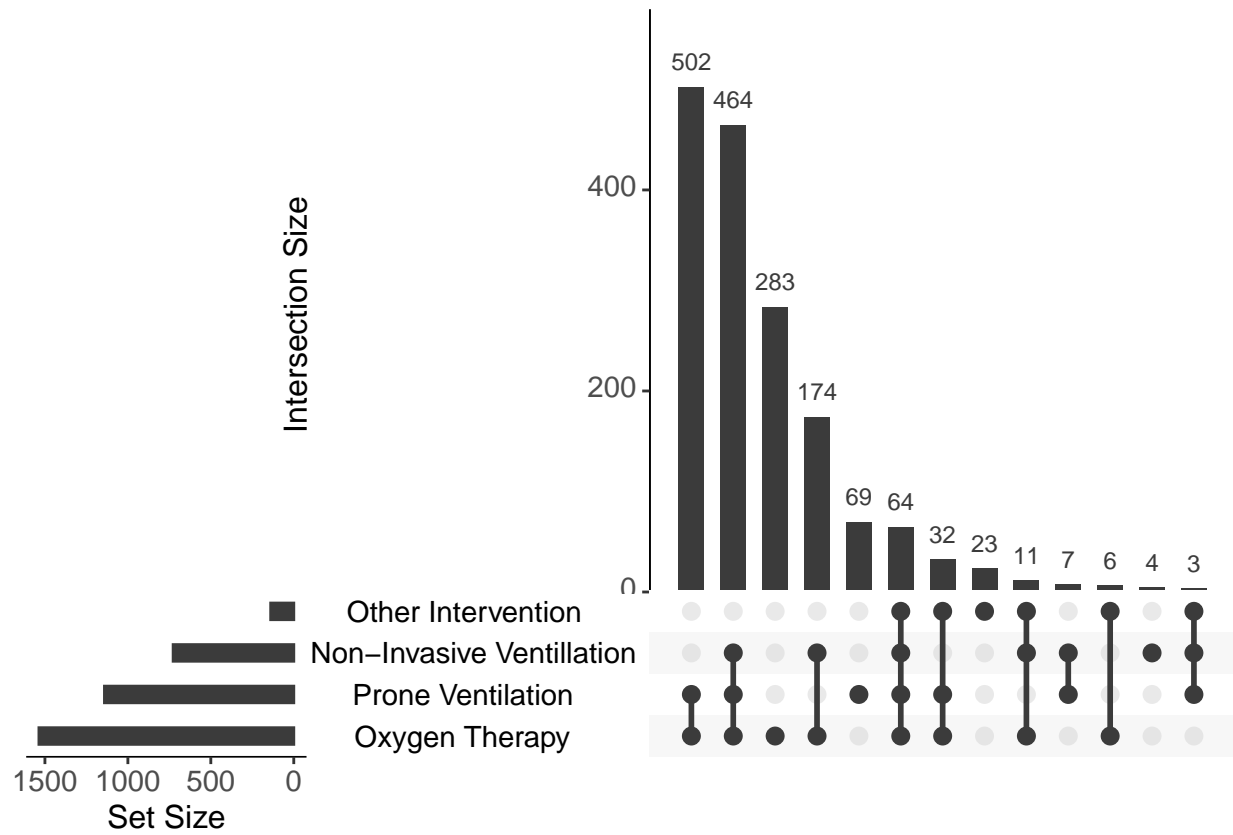 502
464
400
283
200
174
69
64
32
23
11
7
6
4
3
0
Intersection Size
Other Intervention
Non−Invasive Ventillation
Prone Ventilation
Oxygen Therapy
1500 1000 500 0
Set Size